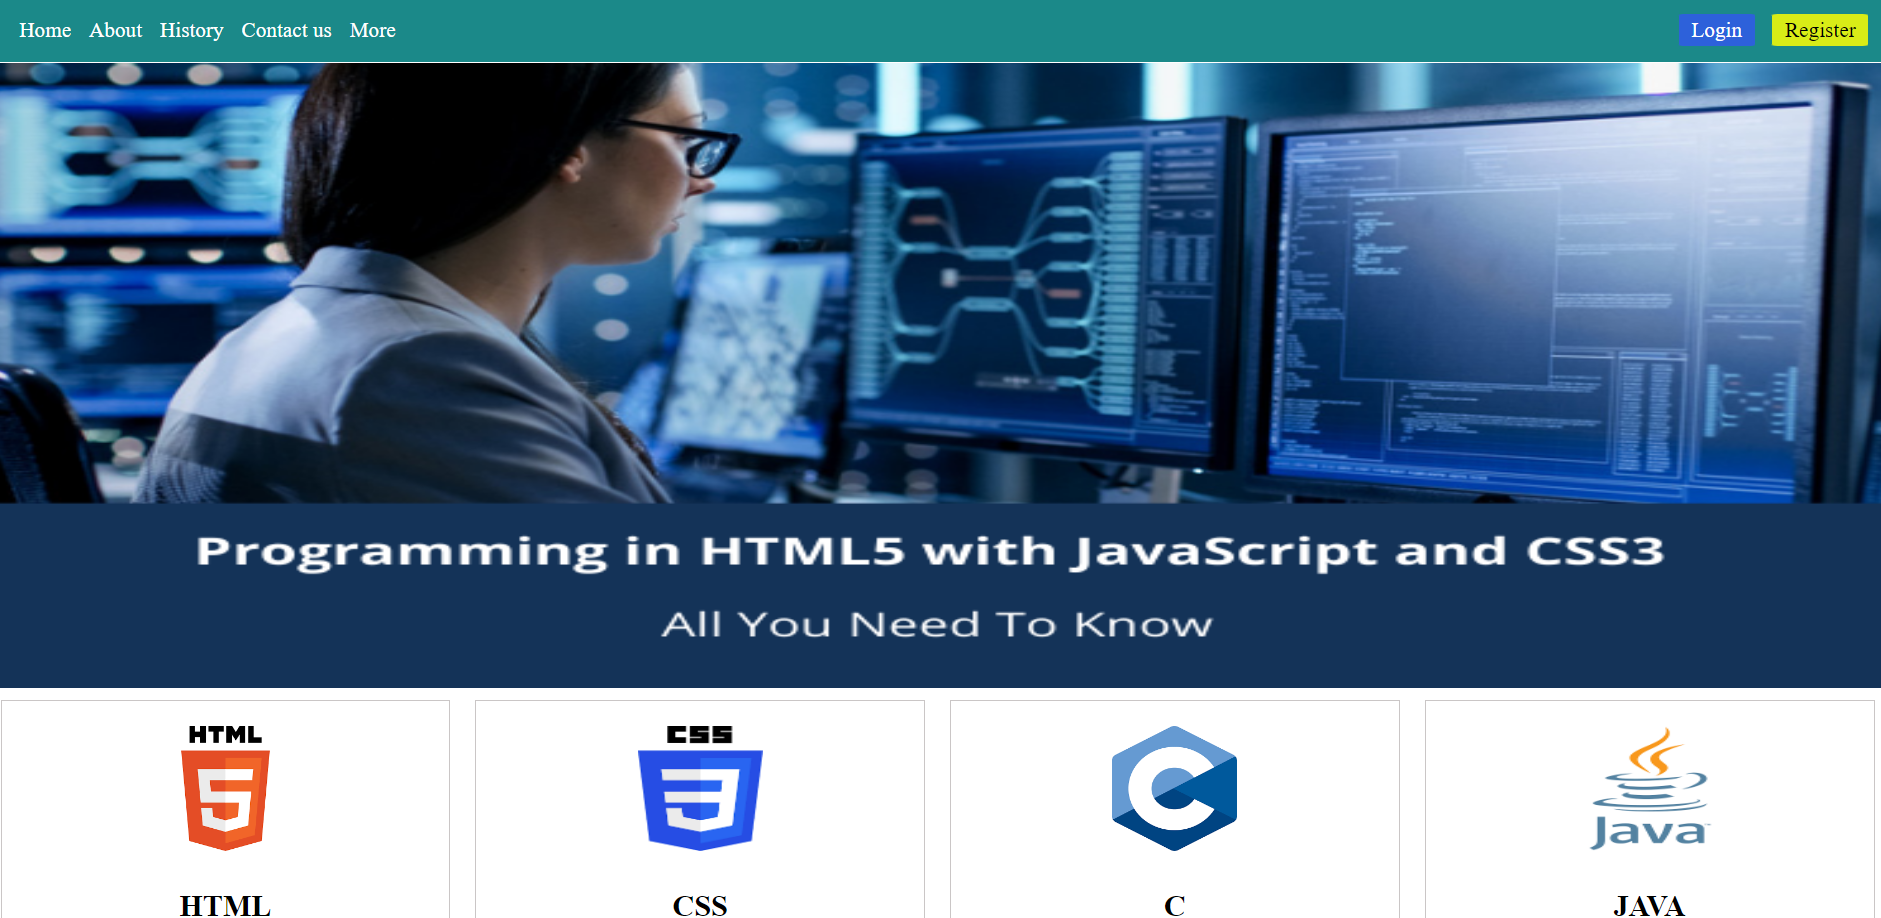 Home About History Contact us More Login Register
Programming in HTML5 with JavaScript and CSS3
All You Need To Know
HTML CSS Java
HTML CSS C JAVA